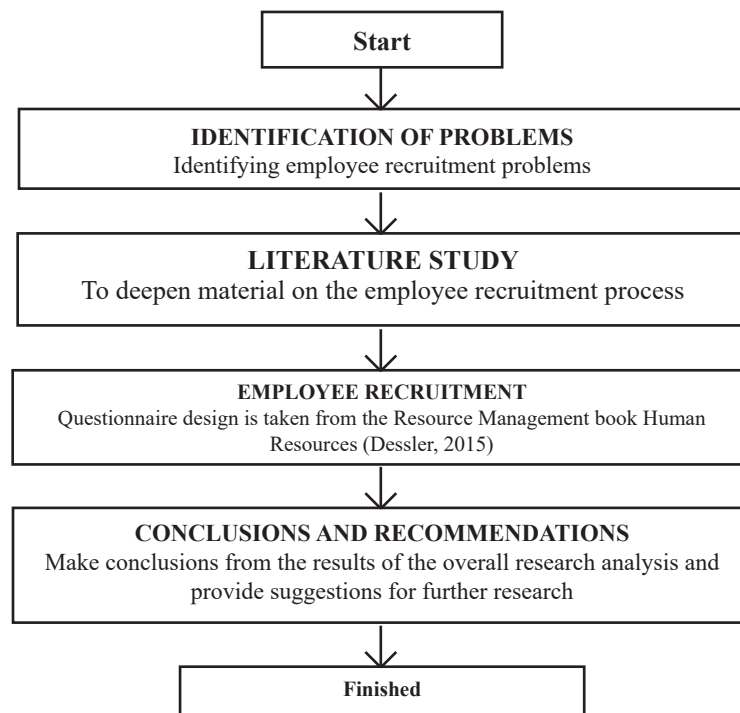 Start
IDENTIFICATION OF PROBLEMS
Identifying employee recruitment problems
LITERATURE STUDY
To deepen material on the employee recruitment process
EMPLOYEE RECRUITMENT
Questionnaire design is taken from the Resource Management book Human
Resources (Dessler, 2015)
CONCLUSIONS AND RECOMMENDATIONS
Make conclusions from the results of the overall research analysis and
provide suggestions for further research
Finished